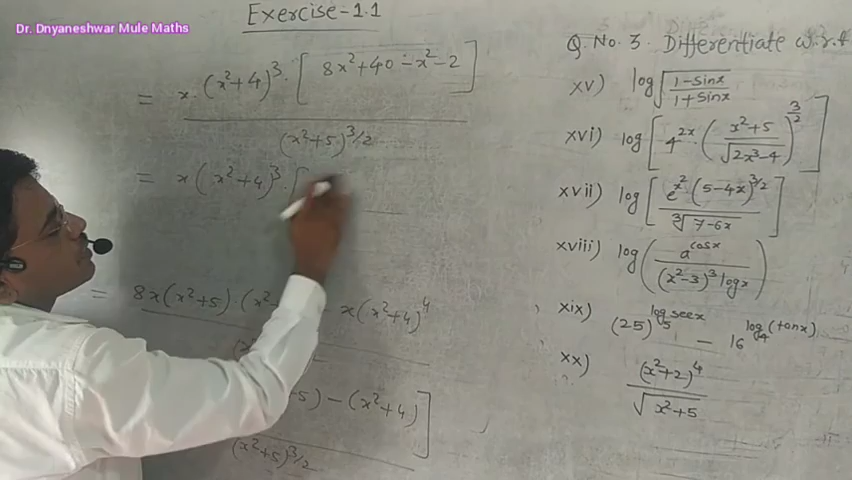 Dr. Dnyaneshwar Mule Maths
Exercise-1.1
= x·(x²+4)³·[8x²+40-x²-2]
(x²+5)^3/2
= x(x²+4)³·[
= 8x(x²+5)·(x² x(x²+4)⁴
+5) - (x²+4)]
(x²+5)^3/2
Q. No. 3. Differentiate w.r.t
xv) log√(1-sinx / 1+sinx)
xvi) log[4^2x·(x²+5 / √2x³-4)^3/2]
xvii) log[e^x²·(5-4x)^3/2 / ∛7-6x]
xviii) log(a^cosx / (x²-3)³logx)
xix) (25)^log₅secx - 16^log₄(tanx)
xx) (x²+2)⁴ / √x²+5